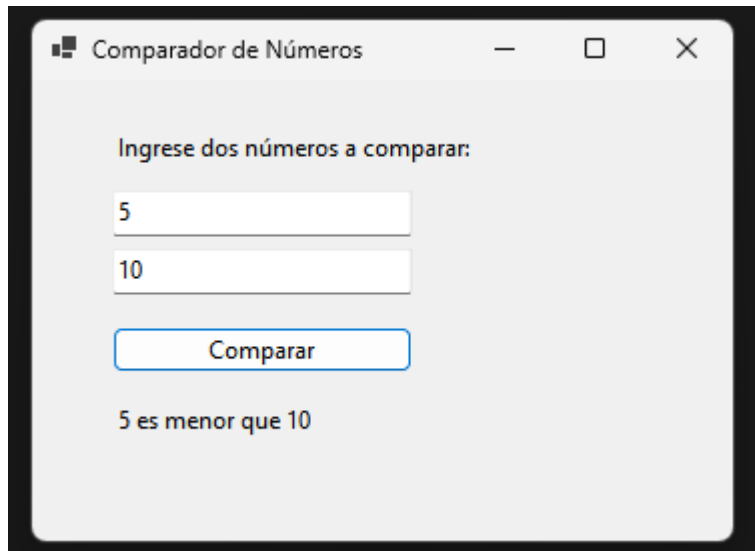 Comparador de Números
Ingrese dos números a comparar:
5
10
Comparar
5 es menor que 10